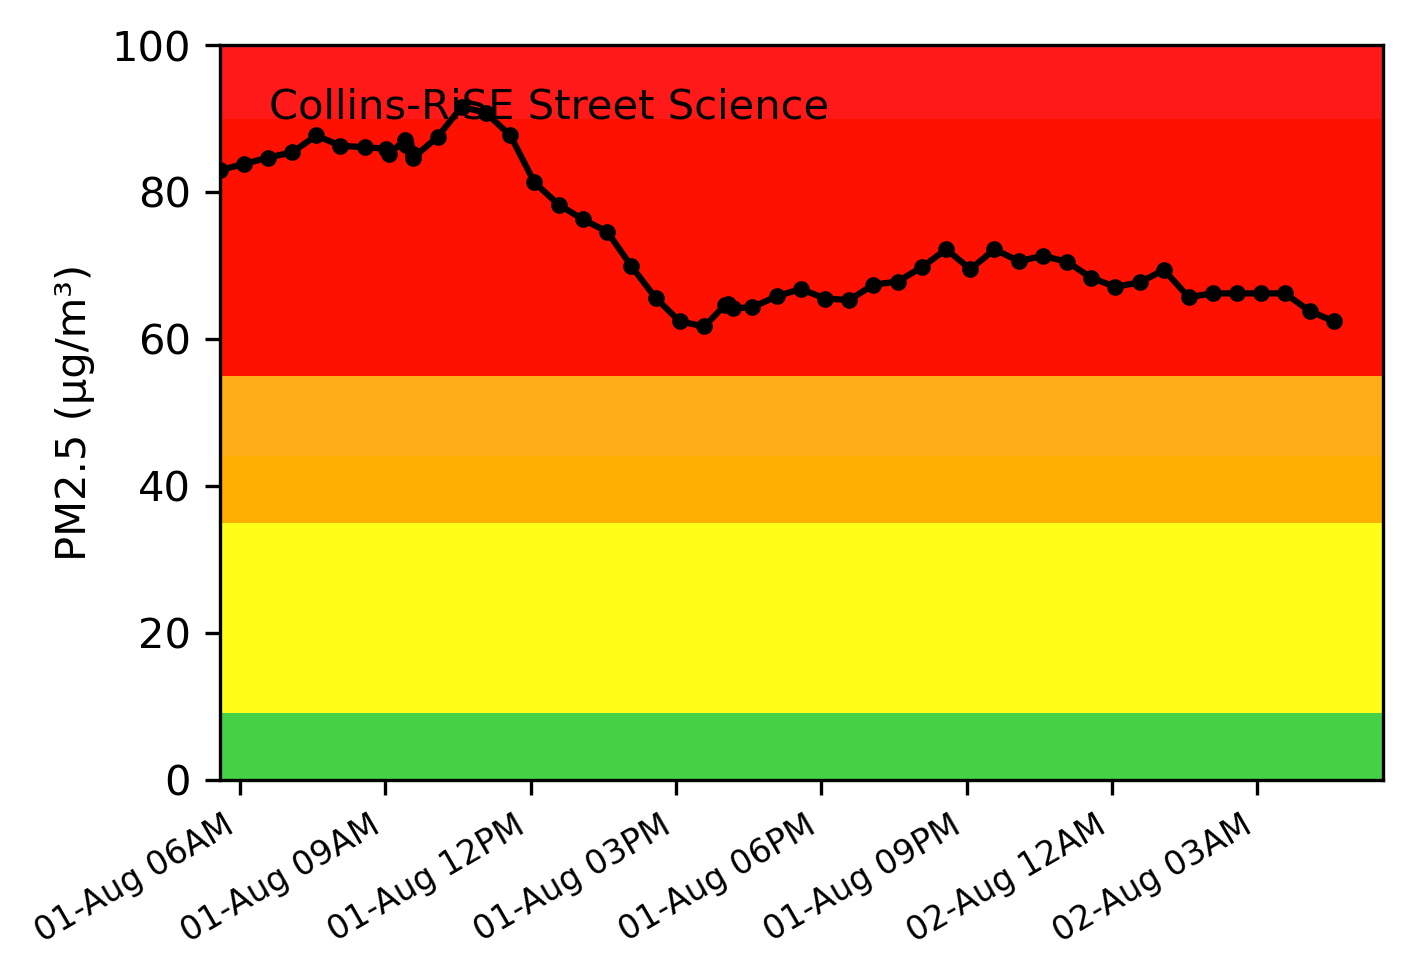 Collins-RiSE Street Science
PM2.5 (µg/m³)
100
80
60
40
20
0
01-Aug 06AM
01-Aug 09AM
01-Aug 12PM
01-Aug 03PM
01-Aug 06PM
01-Aug 09PM
02-Aug 12AM
02-Aug 03AM